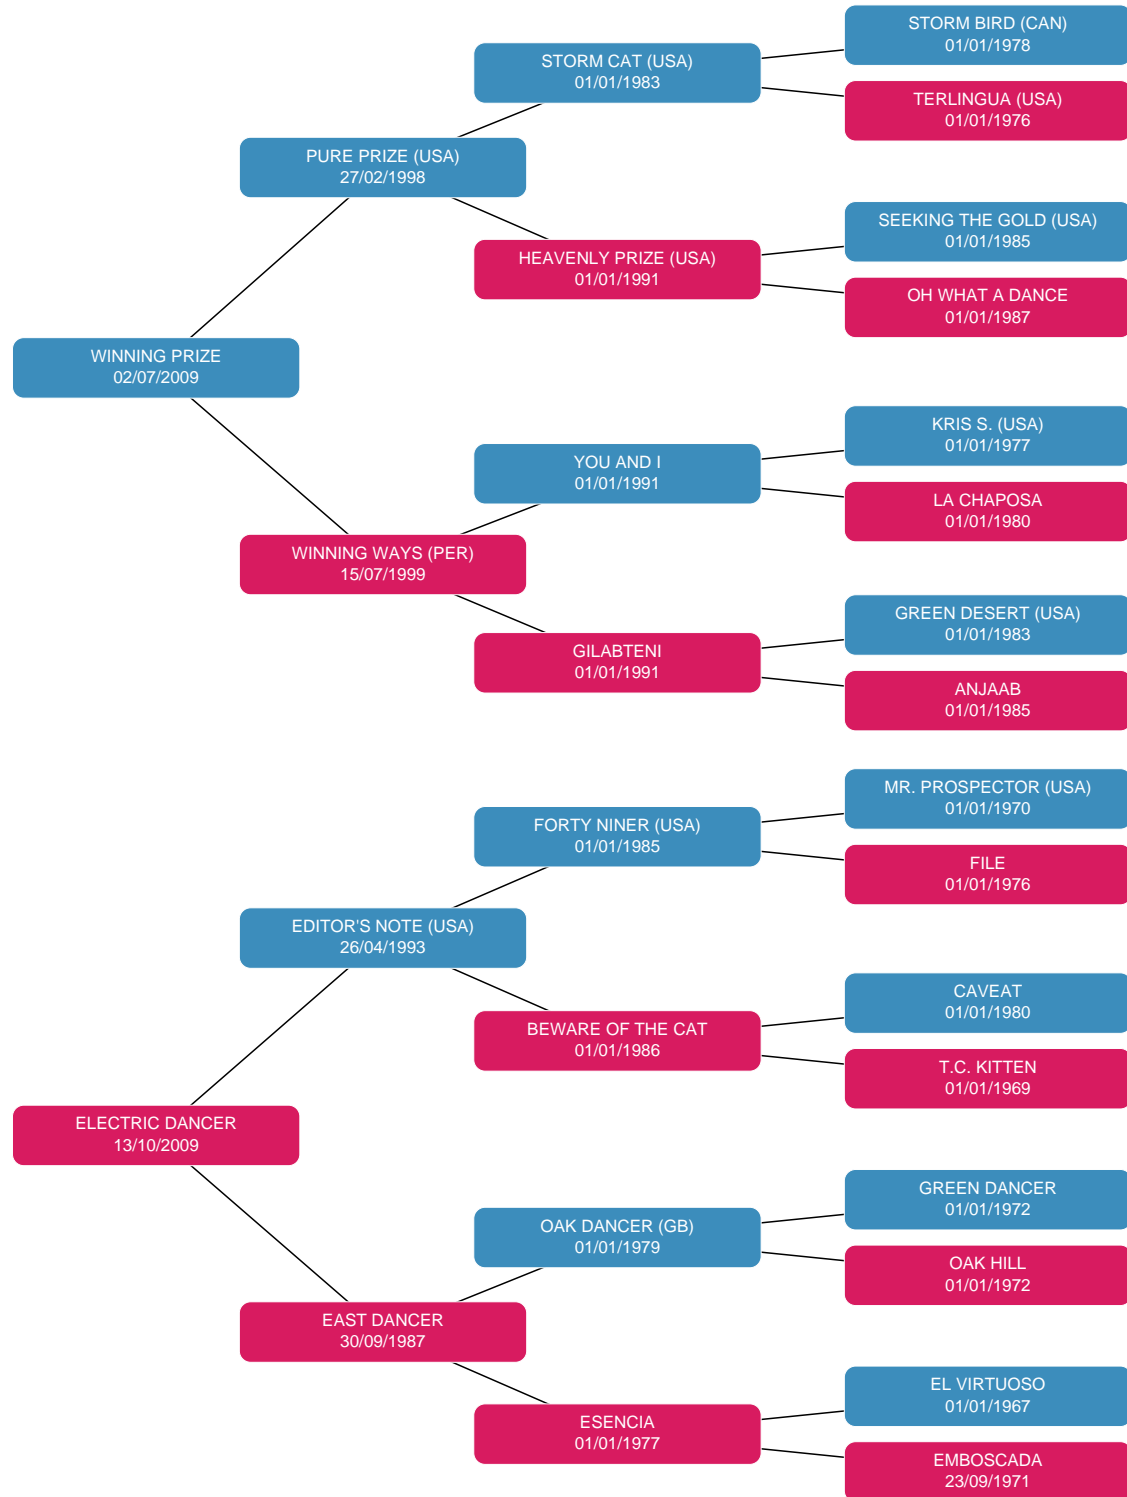 STORM BIRD (CAN)
01/01/1978
STORM CAT (USA)
01/01/1983
TERLINGUA (USA)
01/01/1976
PURE PRIZE (USA)
27/02/1998
SEEKING THE GOLD (USA)
01/01/1985
HEAVENLY PRIZE (USA)
01/01/1991
OH WHAT A DANCE
01/01/1987
WINNING PRIZE
02/07/2009
KRIS S. (USA)
01/01/1977
YOU AND I
01/01/1991
LA CHAPOSA
01/01/1980
WINNING WAYS (PER)
15/07/1999
GREEN DESERT (USA)
01/01/1983
GILABTENI
01/01/1991
ANJAAB
01/01/1985
MR. PROSPECTOR (USA)
01/01/1970
FORTY NINER (USA)
01/01/1985
FILE
01/01/1976
EDITOR'S NOTE (USA)
26/04/1993
CAVEAT
01/01/1980
BEWARE OF THE CAT
01/01/1986
T.C. KITTEN
01/01/1969
ELECTRIC DANCER
13/10/2009
GREEN DANCER
01/01/1972
OAK DANCER (GB)
01/01/1979
OAK HILL
01/01/1972
EAST DANCER
30/09/1987
EL VIRTUOSO
01/01/1967
ESENCIA
01/01/1977
EMBOSCADA
23/09/1971